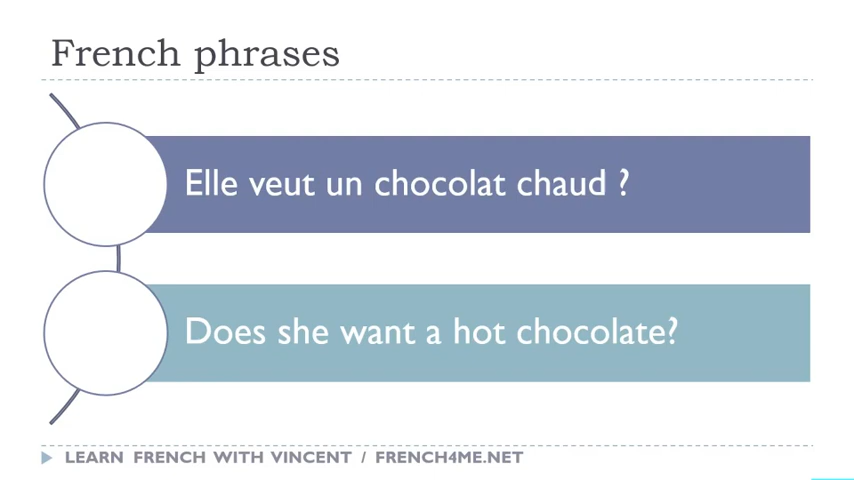 French phrases
Elle veut un chocolat chaud ?
Does she want a hot chocolate?
LEARN FRENCH WITH VINCENT / FRENCH4ME.NET